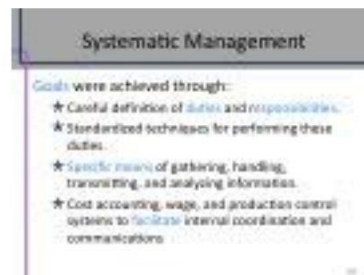 Systematic Management
Goals were achieved through:
★ Careful definition of duties and responsibilities.
★ Standardized techniques for performing these
duties.
★ Specific means of gathering, handling,
transmitting, and analyzing information.
★ Cost accounting, wage, and production control
systems to facilitate internal coordination and
communications